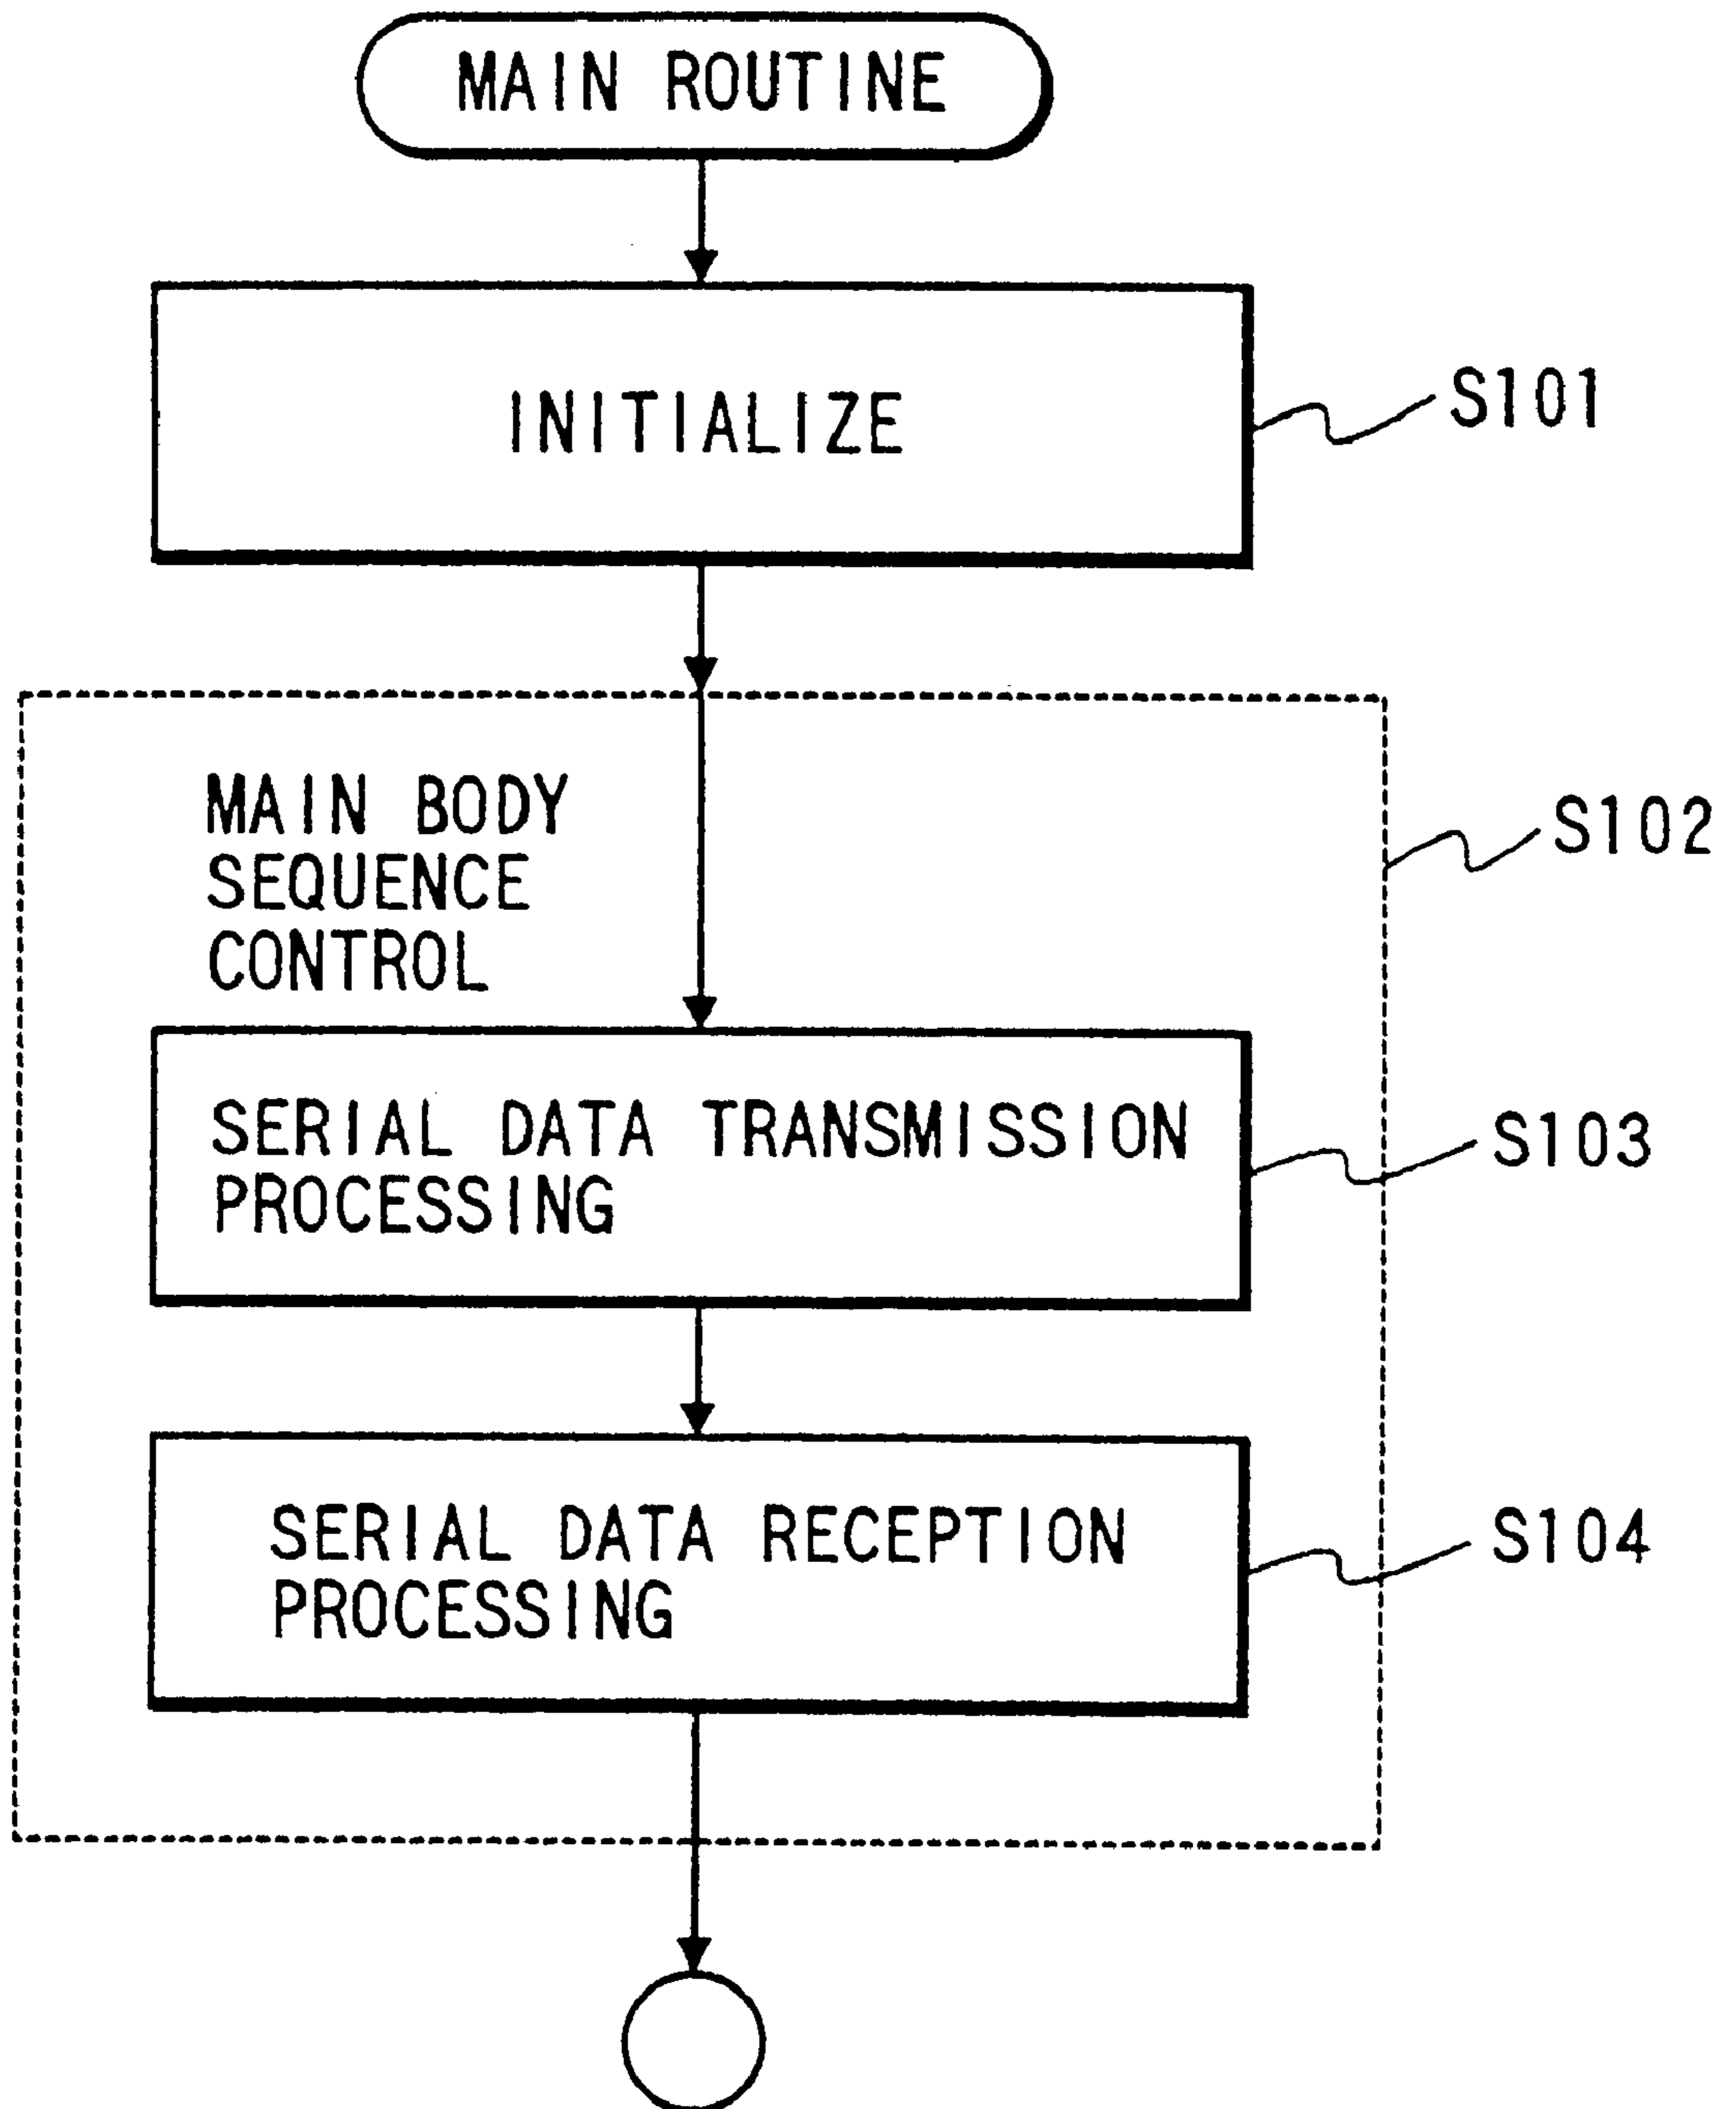 MAIN ROUTINE
INITIALIZE
S101
MAIN BODY
SEQUENCE
CONTROL
S102
SERIAL DATA TRANSMISSION
PROCESSING
S103
SERIAL DATA RECEPTION
PROCESSING
S104